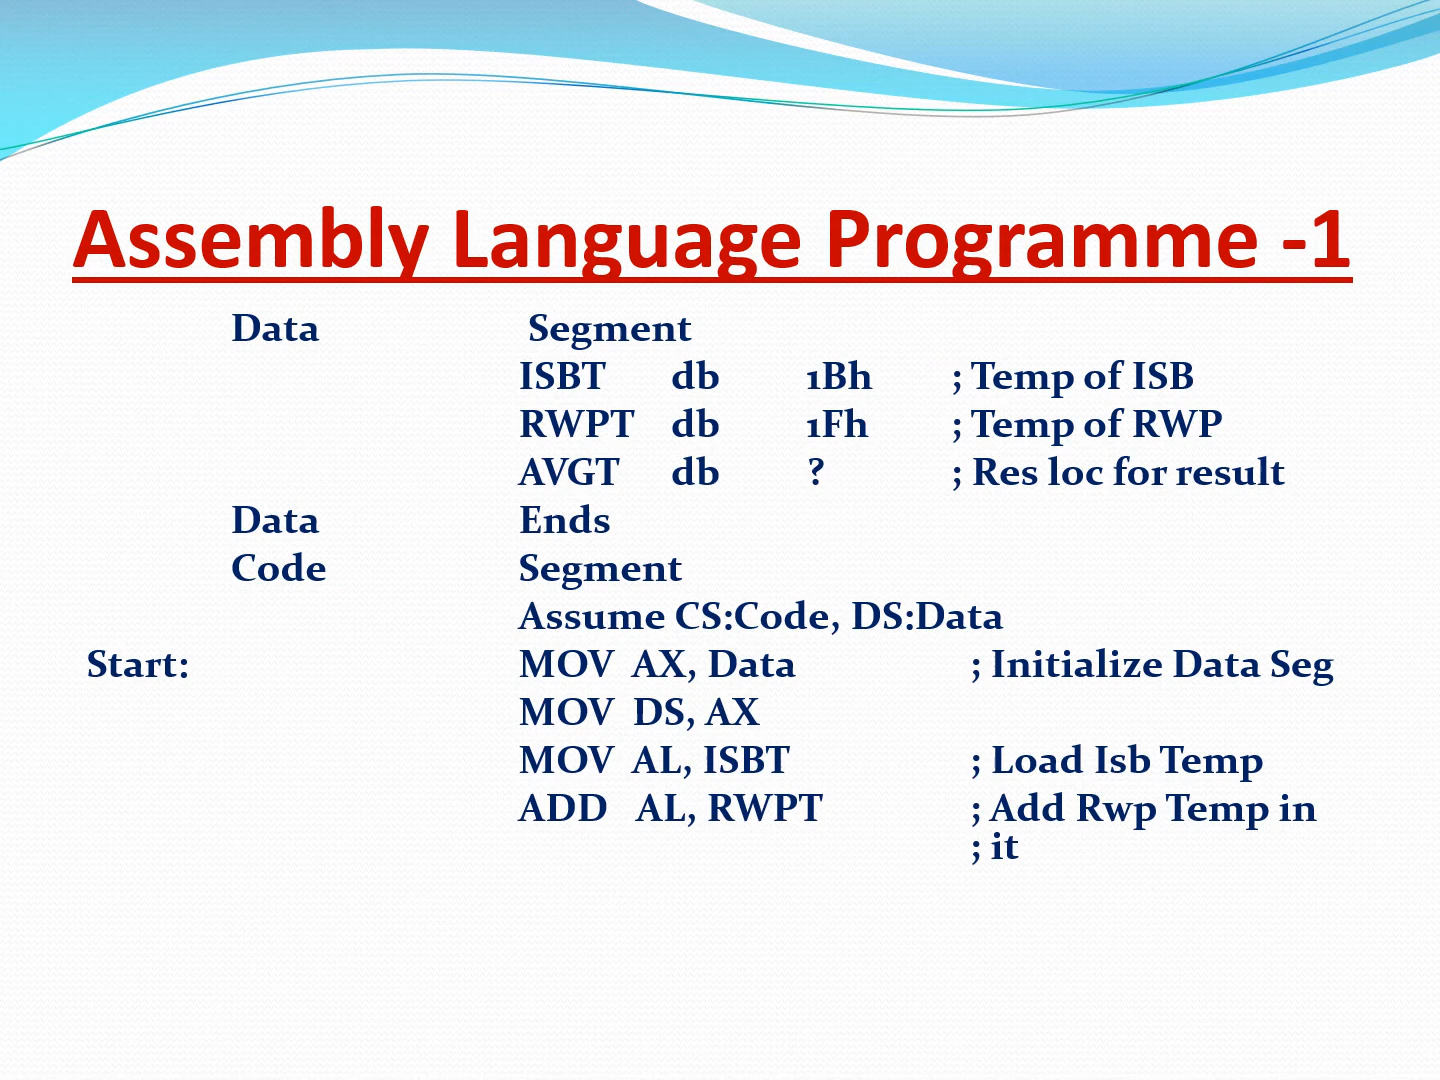 Assembly Language Programme -1
Data Segment
ISBT db 1Bh ; Temp of ISB
RWPT db 1Fh ; Temp of RWP
AVGT db ? ; Res loc for result
Data Ends
Code Segment
Assume CS:Code, DS:Data
Start: MOV AX, Data ; Initialize Data Seg
MOV DS, AX
MOV AL, ISBT ; Load Isb Temp
ADD AL, RWPT ; Add Rwp Temp in
; it